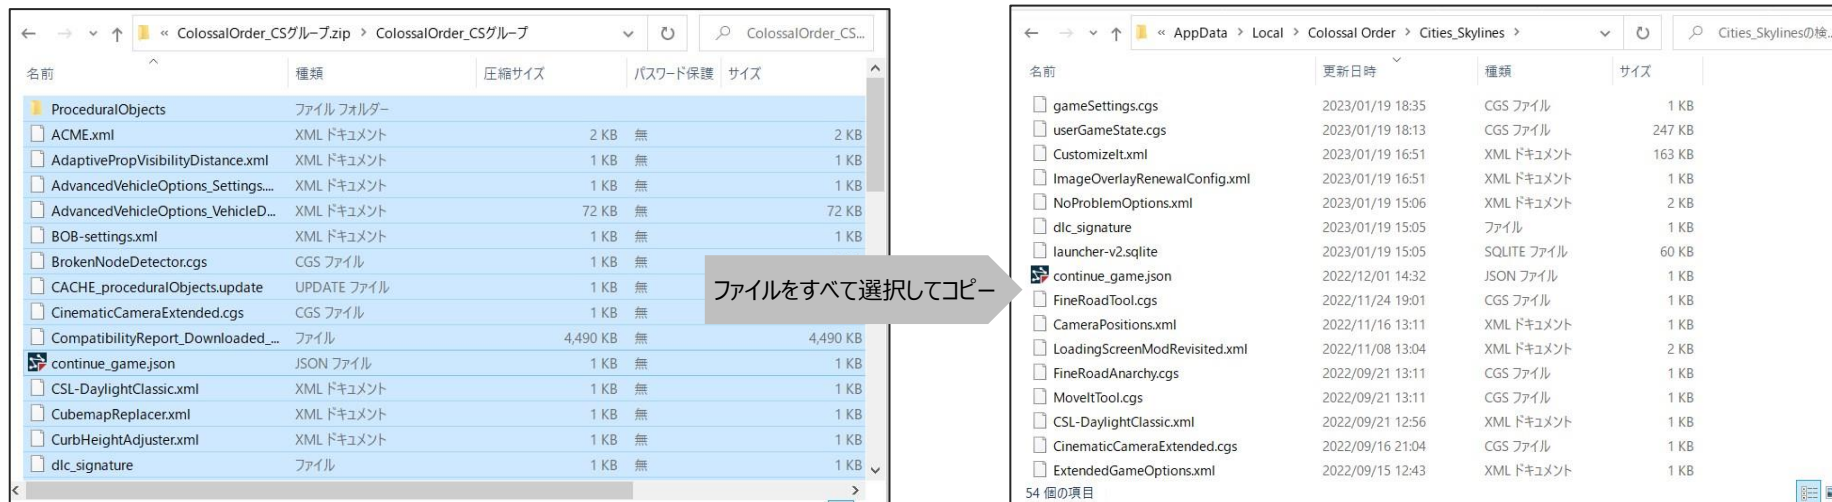 « ColossalOrder_CSグループ.zip > ColossalOrder_CSグループ
ColossalOrder_CS...
名前 種類 圧縮サイズ パスワード保護 サイズ
ProceduralObjects ファイル フォルダー
ACME.xml XML ドキュメント 2 KB 無 2 KB
AdaptivePropVisibilityDistance.xml XML ドキュメント 1 KB 無 1 KB
AdvancedVehicleOptions_Settings.... XML ドキュメント 1 KB 無 1 KB
AdvancedVehicleOptions_VehicleD... XML ドキュメント 72 KB 無 72 KB
BOB-settings.xml XML ドキュメント 1 KB 無 1 KB
BrokenNodeDetector.cgs CGS ファイル 1 KB 無
CACHE_proceduralObjects.update UPDATE ファイル 1 KB 無
CinematicCameraExtended.cgs CGS ファイル 1 KB 無
CompatibilityReport_Downloaded_... ファイル 4,490 KB 無 4,490 KB
continue_game.json JSON ファイル 1 KB 無 1 KB
CSL-DaylightClassic.xml XML ドキュメント 1 KB 無 1 KB
CubemapReplacer.xml XML ドキュメント 1 KB 無 1 KB
CurbHeightAdjuster.xml XML ドキュメント 1 KB 無 1 KB
dlc_signature ファイル 1 KB 無 1 KB
ファイルをすべて選択してコピー
« AppData > Local > Colossal Order > Cities_Skylines >
Cities_Skylinesの検...
名前 更新日時 種類 サイズ
gameSettings.cgs 2023/01/19 18:35 CGS ファイル 1 KB
userGameState.cgs 2023/01/19 18:13 CGS ファイル 247 KB
CustomizeIt.xml 2023/01/19 16:51 XML ドキュメント 163 KB
ImageOverlayRenewalConfig.xml 2023/01/19 16:51 XML ドキュメント 1 KB
NoProblemOptions.xml 2023/01/19 15:06 XML ドキュメント 2 KB
dlc_signature 2023/01/19 15:05 ファイル 1 KB
launcher-v2.sqlite 2023/01/19 15:05 SQLITE ファイル 60 KB
continue_game.json 2022/12/01 14:32 JSON ファイル 1 KB
FineRoadTool.cgs 2022/11/24 19:01 CGS ファイル 1 KB
CameraPositions.xml 2022/11/16 13:11 XML ドキュメント 1 KB
LoadingScreenModRevisited.xml 2022/11/08 13:04 XML ドキュメント 2 KB
FineRoadAnarchy.cgs 2022/09/21 13:11 CGS ファイル 1 KB
MoveItTool.cgs 2022/09/21 13:11 CGS ファイル 1 KB
CSL-DaylightClassic.xml 2022/09/21 12:56 XML ドキュメント 1 KB
CinematicCameraExtended.cgs 2022/09/16 21:04 CGS ファイル 1 KB
ExtendedGameOptions.xml 2022/09/15 12:43 XML ドキュメント 1 KB
54 個の項目